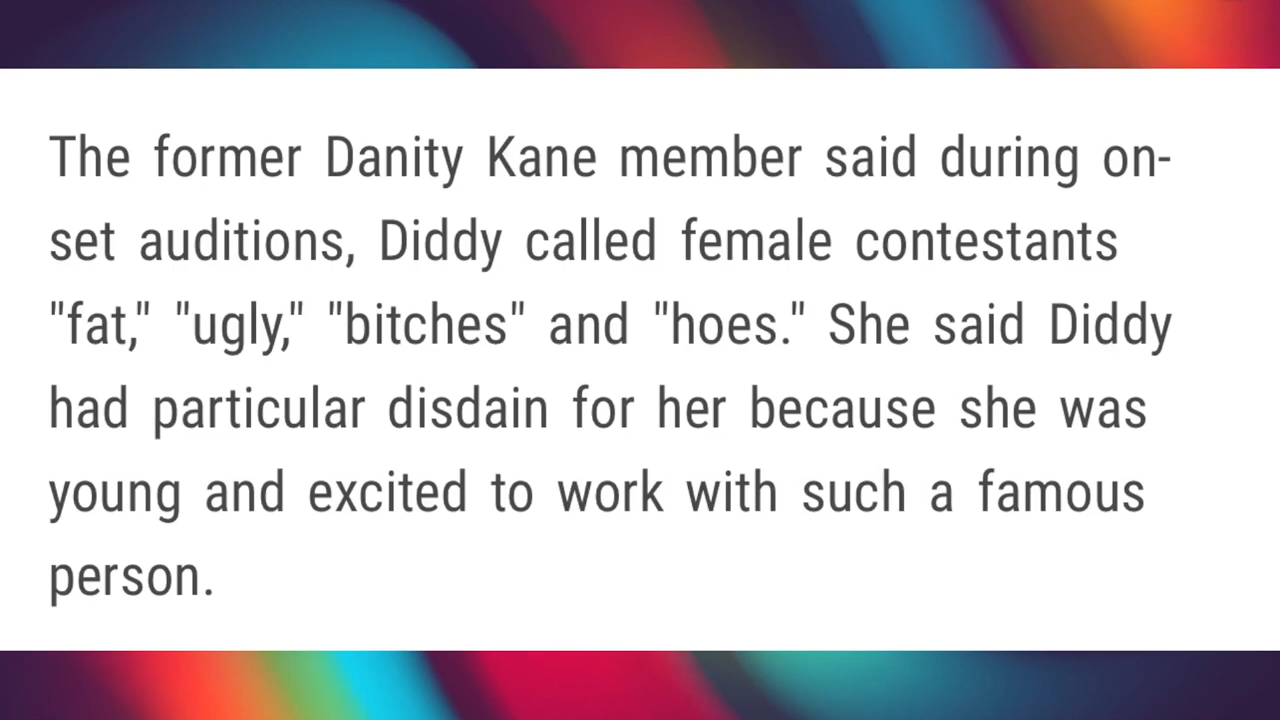 The former Danity Kane member said during on-
set auditions, Diddy called female contestants
"fat," "ugly," "bitches" and "hoes." She said Diddy
had particular disdain for her because she was
young and excited to work with such a famous
person.